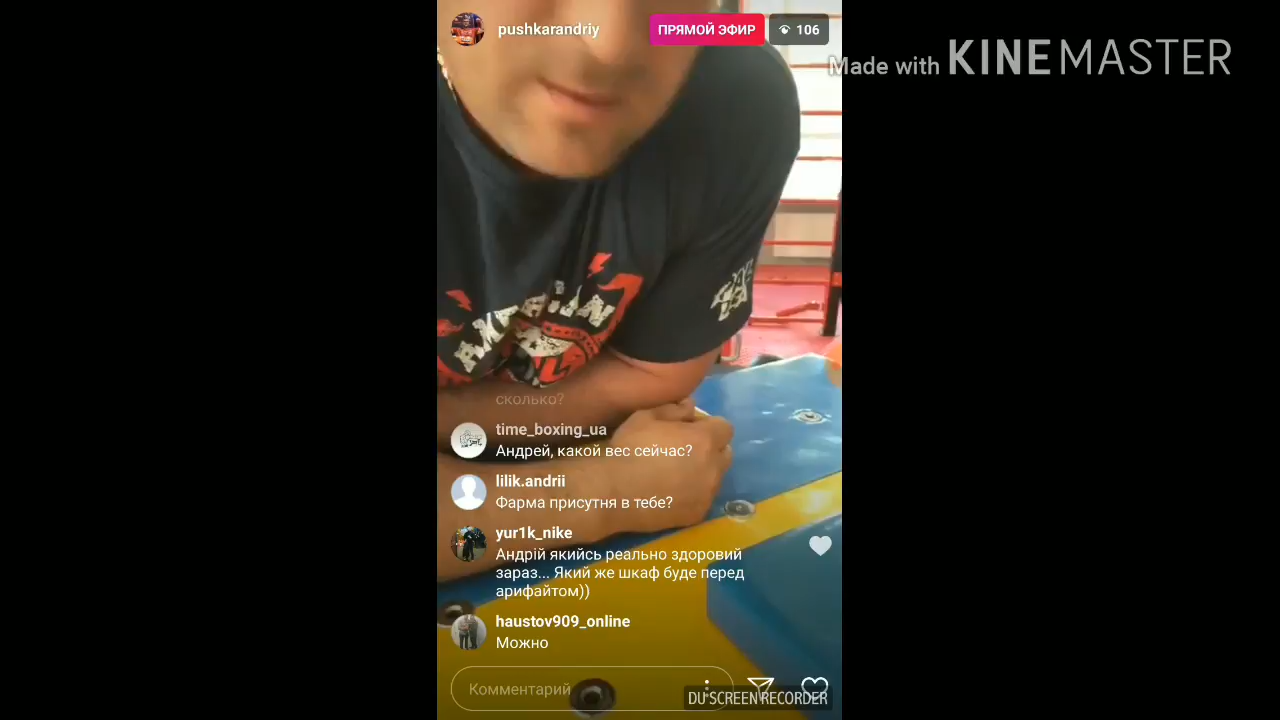 pushkarandriy
ПРЯМОЙ ЭФИР
106
Made with KINEMASTER
AMERICAN
сколько?
time_boxing_ua
Андрей, какой вес сейчас?
lilik.andrii
Фарма присутня в тебе?
yur1k_nike
Андрій якийсь реально здоровий
зараз... Який же шкаф буде перед
арифайтом))
haustov909_online
Можно
Комментарий
DU SCREEN RECORDER